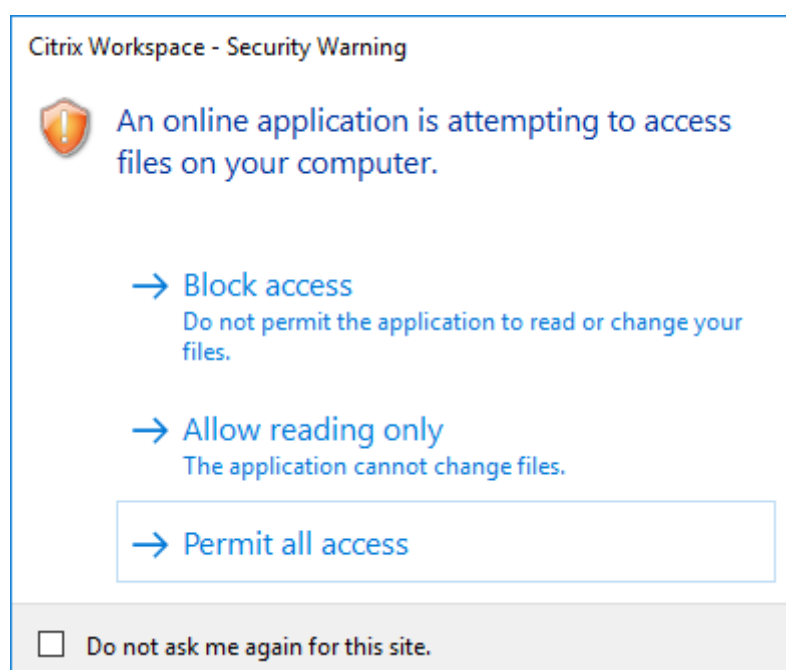 Citrix Workspace - Security Warning
An online application is attempting to access
files on your computer.
Block access
Do not permit the application to read or change your
files.
Allow reading only
The application cannot change files.
Permit all access
Do not ask me again for this site.